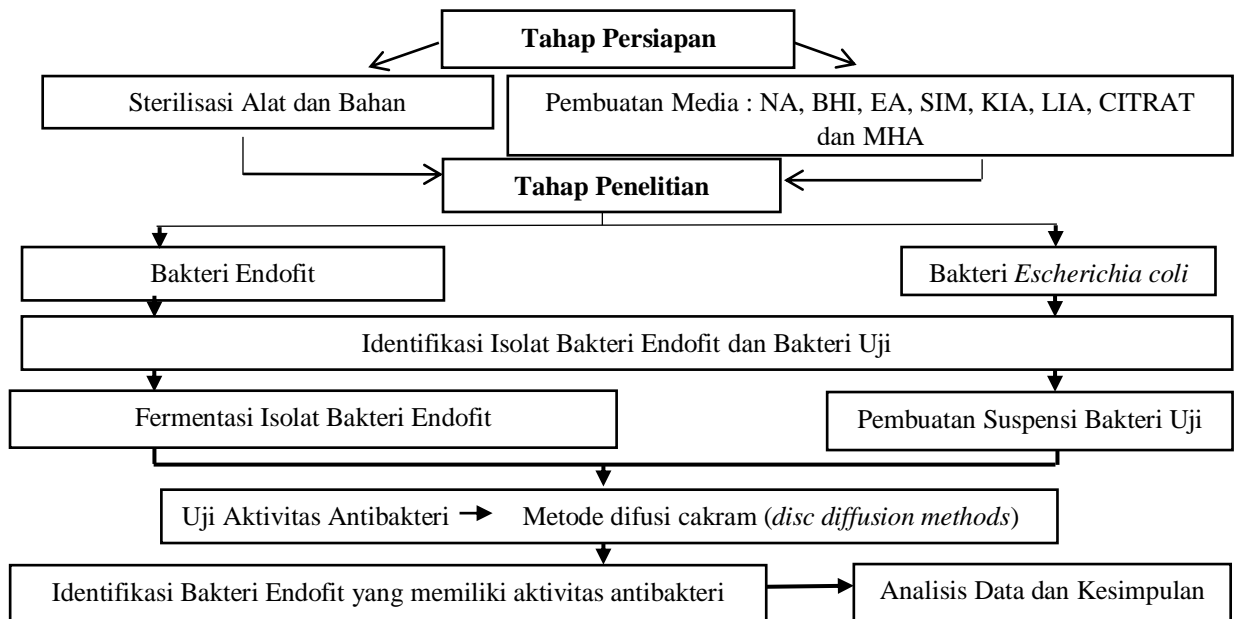 Tahap Persiapan
Sterilisasi Alat dan Bahan
Pembuatan Media : NA, BHI, EA, SIM, KIA, LIA, CITRAT
dan MHA
Tahap Penelitian
Bakteri Endofit
Bakteri Escherichia coli
Identifikasi Isolat Bakteri Endofit dan Bakteri Uji
Fermentasi Isolat Bakteri Endofit
Pembuatan Suspensi Bakteri Uji
Uji Aktivitas Antibakteri → Metode difusi cakram (disc diffusion methods)
Identifikasi Bakteri Endofit yang memiliki aktivitas antibakteri
Analisis Data dan Kesimpulan